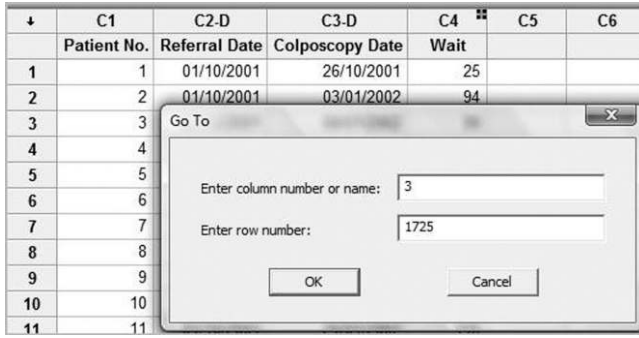 ↓ C1 C2-D C3-D C4 C5 C6
Patient No. Referral Date Colposcopy Date Wait
1 1 01/10/2001 26/10/2001 25
2 2 01/10/2001 03/01/2002 94
3 3
Go To
4 4
5 5
Enter column number or name: 3
6 6
7 7
Enter row number: 1725
8 8
9 9
OK Cancel
10 10
11 11